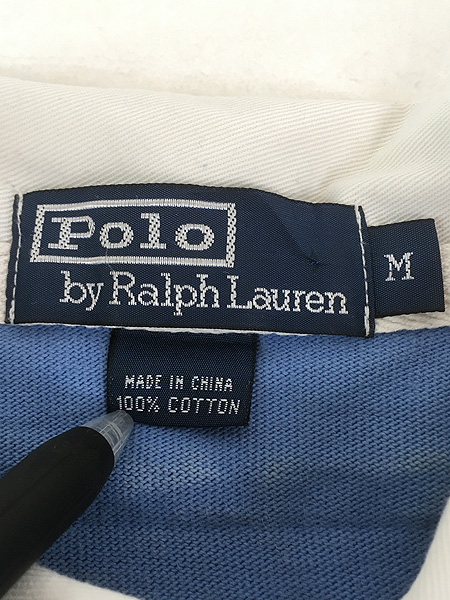 Polo
by Ralph Lauren
M
MADE IN CHINA
100% COTTON